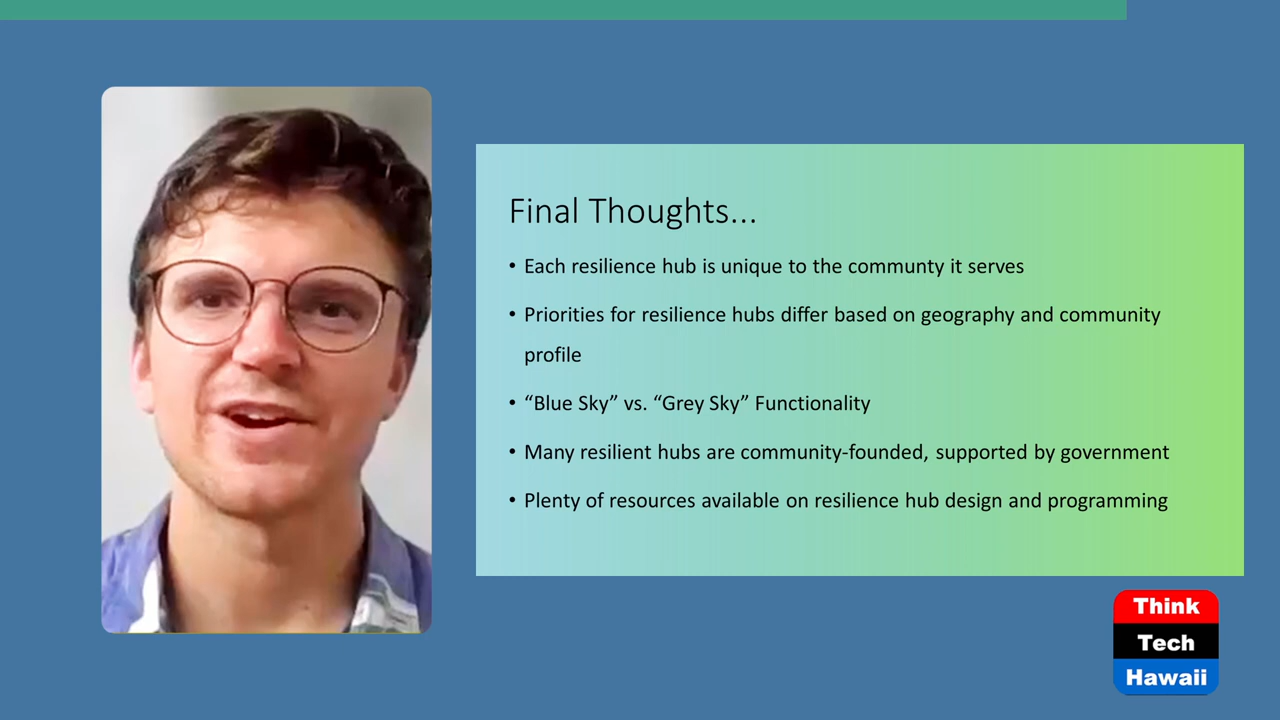 Final Thoughts...
• Each resilience hub is unique to the communty it serves
• Priorities for resilience hubs differ based on geography and community
profile
• “Blue Sky” vs. “Grey Sky” Functionality
• Many resilient hubs are community-founded, supported by government
• Plenty of resources available on resilience hub design and programming
Think
Tech
Hawaii